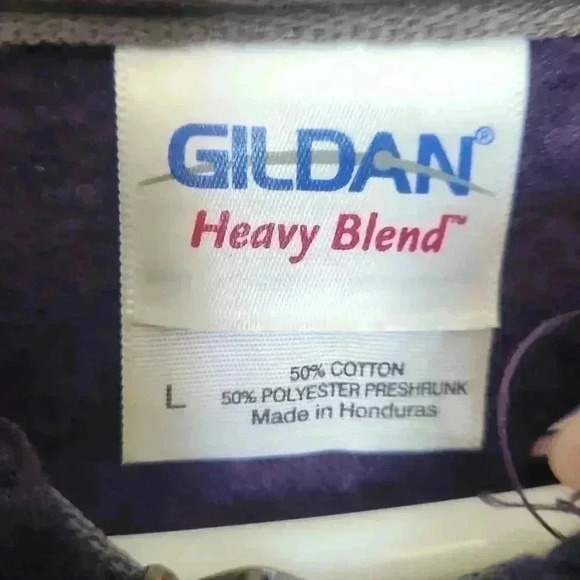 GILDAN®
Heavy Blend™
50% COTTON
L 50% POLYESTER PRESHRUNK
Made in Honduras